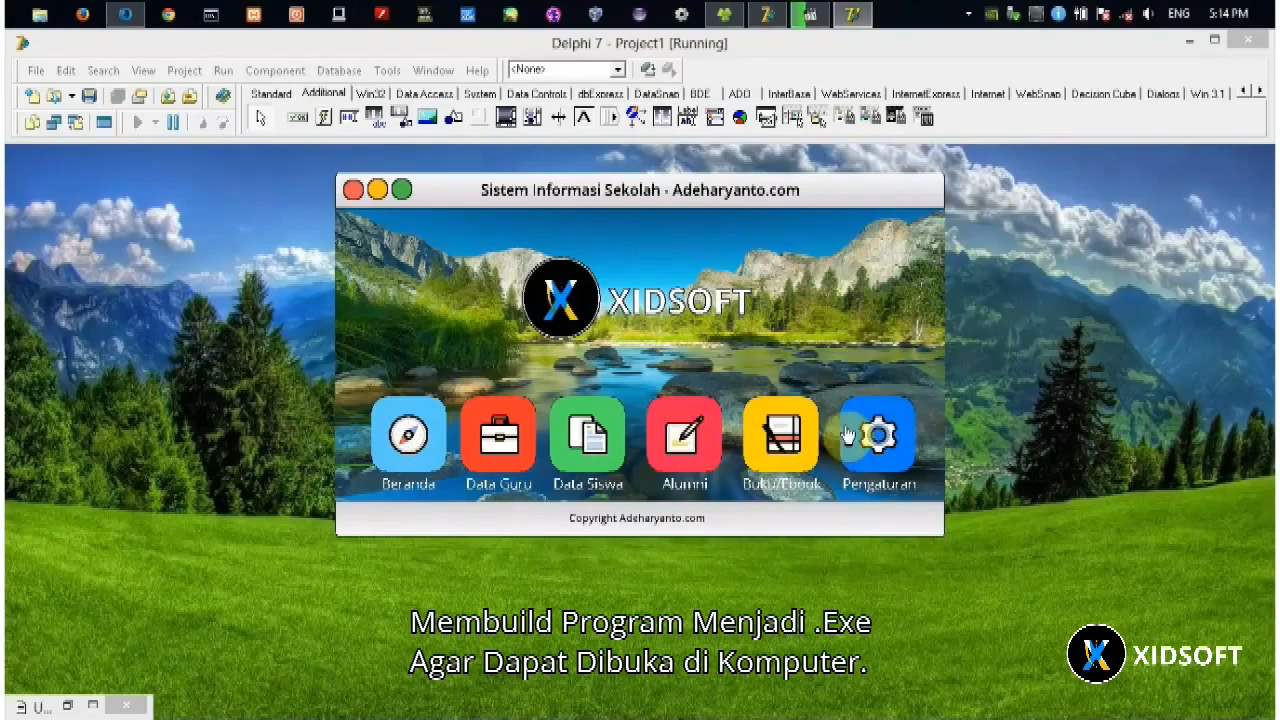 ENG 5:14 PM
Delphi 7 - Project1 [Running]
File Edit Search View Project Run Component Database Tools Window Help <None>
Standard Additional Win32 Data Access System Data Controls dbExpress DataSnap BDE ADO InterBase WebServices InternetExpress Internet WebSnap Decision Cube Dialogs Win 3.1
Sistem Informasi Sekolah - Adeharyanto.com
XIDSOFT
Beranda Data Guru Data Siswa Alumni Buku/Ebook Pengaturan
Copyright Adeharyanto.com
Membuild Program Menjadi .Exe
Agar Dapat Dibuka di Komputer.
XIDSOFT
U...